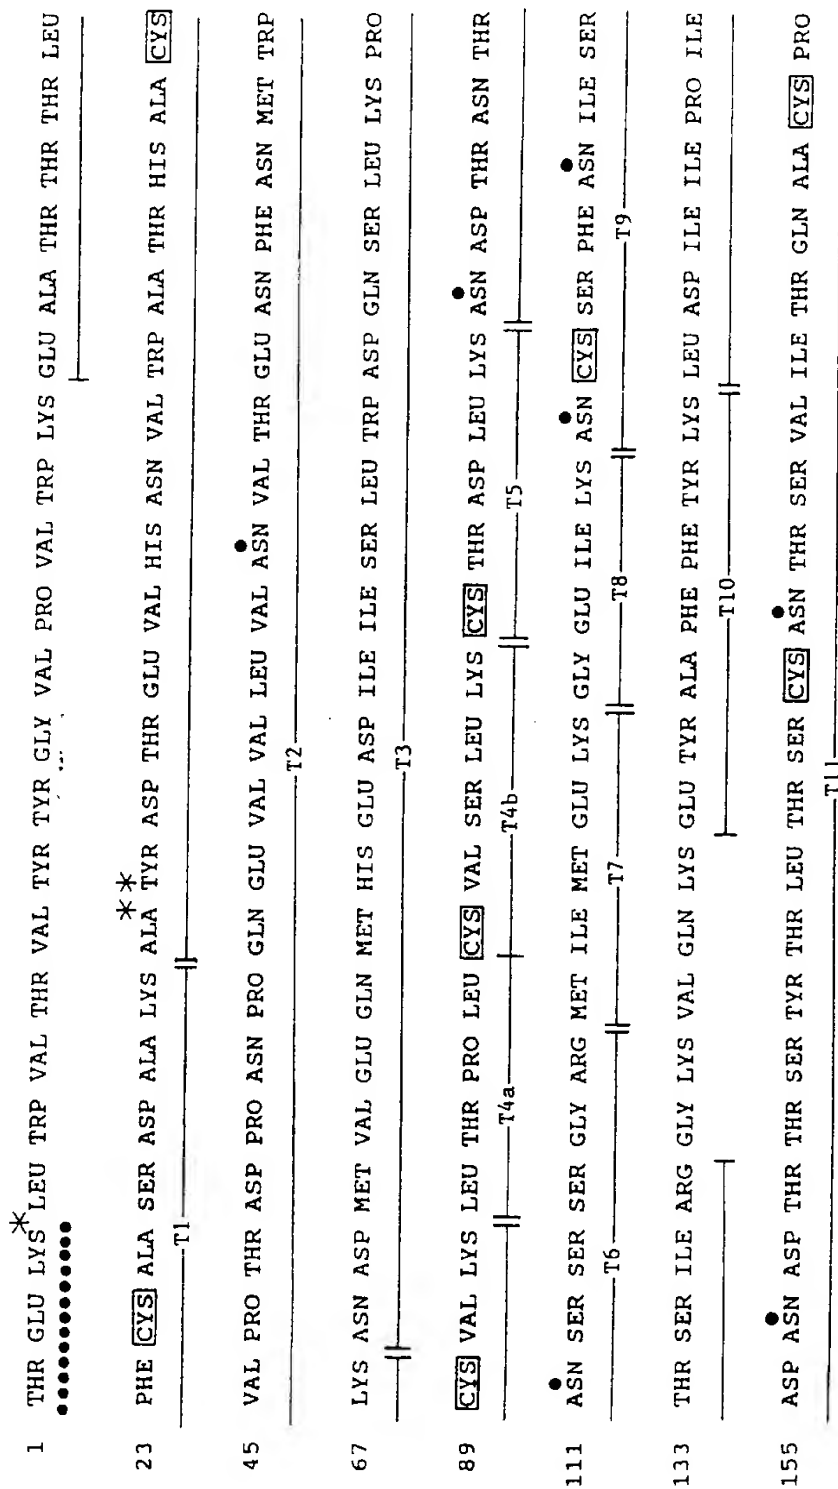 1 THR GLU LYS LEU TRP VAL THR VAL TYR TYR GLY VAL PRO VAL TRP LYS GLU ALA THR THR THR LEU
23 PHE CYS ALA SER ASP ALA LYS ALA TYR ASP THR GLU VAL HIS ASN VAL TRP ALA THR HIS ALA CYS
T1
45 VAL PRO THR ASP PRO ASN PRO GLN GLU VAL VAL LEU VAL ASN VAL THR GLU ASN PHE ASN MET TRP
T2
67 LYS ASN ASP MET VAL GLU GLN MET HIS GLU ASP ILE ILE SER LEU TRP ASP GLN SER LEU LYS PRO
T3
89 CYS VAL LYS LEU THR PRO LEU CYS VAL SER LEU LYS CYS THR ASP LEU LYS ASN ASP THR ASN THR
T4a T4b T5
111 ASN SER SER SER GLY ARG MET ILE MET GLU LYS GLY GLU ILE LYS ASN CYS SER PHE ASN ILE SER
T6 T7 T8 T9
133 THR SER ILE ARG GLY LYS VAL GLN LYS GLU TYR ALA PHE PHE TYR LYS LEU ASP ILE ILE PRO ILE
T10
155 ASP ASN ASP THR THR SER TYR THR LEU THR SER CYS ASN THR SER VAL ILE THR GLN ALA CYS PRO
T11